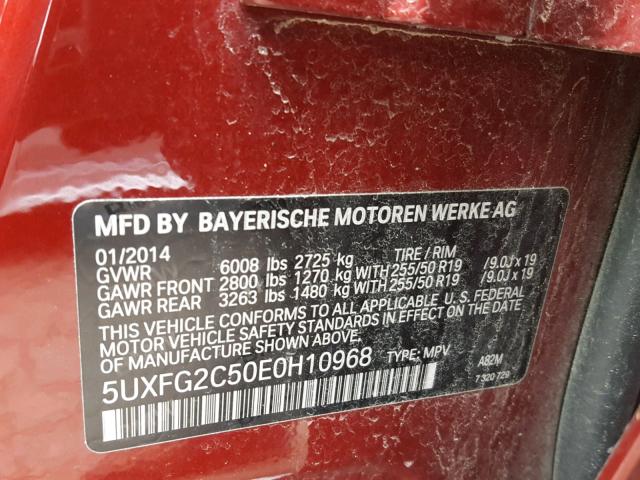 MFD BY BAYERISCHE MOTOREN WERKE AG
01/2014 TIRE / RIM
GVWR 6008 lbs 2725 kg
GAWR FRONT 2800 lbs 1270 kg WITH 255/50 R19 /9.0J x 19
GAWR REAR 3263 lbs 1480 kg WITH 255/50 R19 /9.0J x 19
THIS VEHICLE CONFORMS TO ALL APPLICABLE U.S. FEDERAL
MOTOR VEHICLE SAFETY STANDARDS IN EFFECT ON THE DATE
OF MANUFACTURE SHOWN ABOVE.
5UXFG2C50E0H10968 TYPE: MPV A82M
7320729